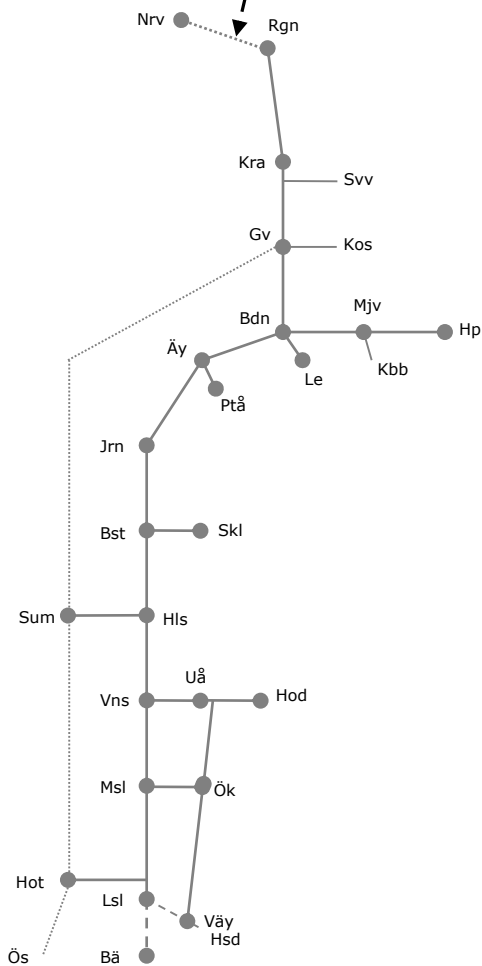 Nrv
Rgn
Kra
Svv
Gv
Kos
Bdn
Mjv
Hp
Äy
Le
Kbb
Ptå
Jrn
Bst
Skl
Sum
Hls
Uå
Vns
Hod
Msl
Ök
Hot
Lsl
Väy
Hsd
Ös
Bä